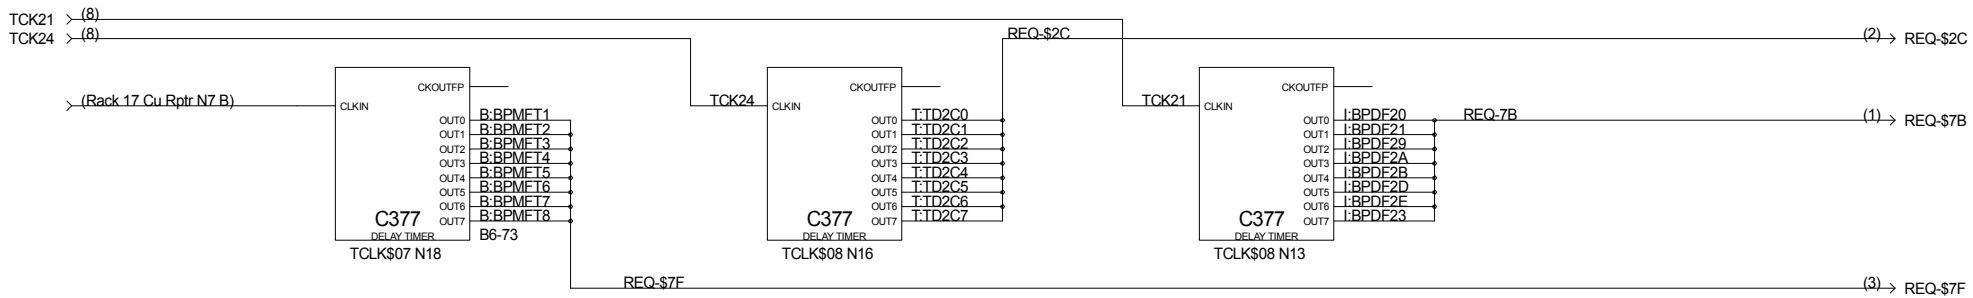 TCK21 (8)
TCK24 (8)
REQ-$2C (2) REQ-$2C
(Rack 17 Cu Rptr N7 B)
CKOUTFP
CLKIN
OUT0 B:BPMFT1
OUT1 B:BPMFT2
OUT2 B:BPMFT3
OUT3 B:BPMFT4
OUT4 B:BPMFT5
OUT5 B:BPMFT6
OUT6 B:BPMFT7
OUT7 B:BPMFT8
C377
DELAY TIMER
B6-73
TCLK$07 N18
TCK24
CKOUTFP
CLKIN
OUT0 T:TD2C0
OUT1 T:TD2C1
OUT2 T:TD2C2
OUT3 T:TD2C3
OUT4 T:TD2C4
OUT5 T:TD2C5
OUT6 T:TD2C6
OUT7 T:TD2C7
C377
DELAY TIMER
TCLK$08 N16
TCK21
CKOUTFP
CLKIN
OUT0 I:BPDF20
OUT1 I:BPDF21
OUT2 I:BPDF29
OUT3 I:BPDF2A
OUT4 I:BPDF2B
OUT5 I:BPDF2D
OUT6 I:BPDF2E
OUT7 I:BPDF23
C377
DELAY TIMER
TCLK$08 N13
REQ-7B (1) REQ-$7B
REQ-$7F (3) REQ-$7F